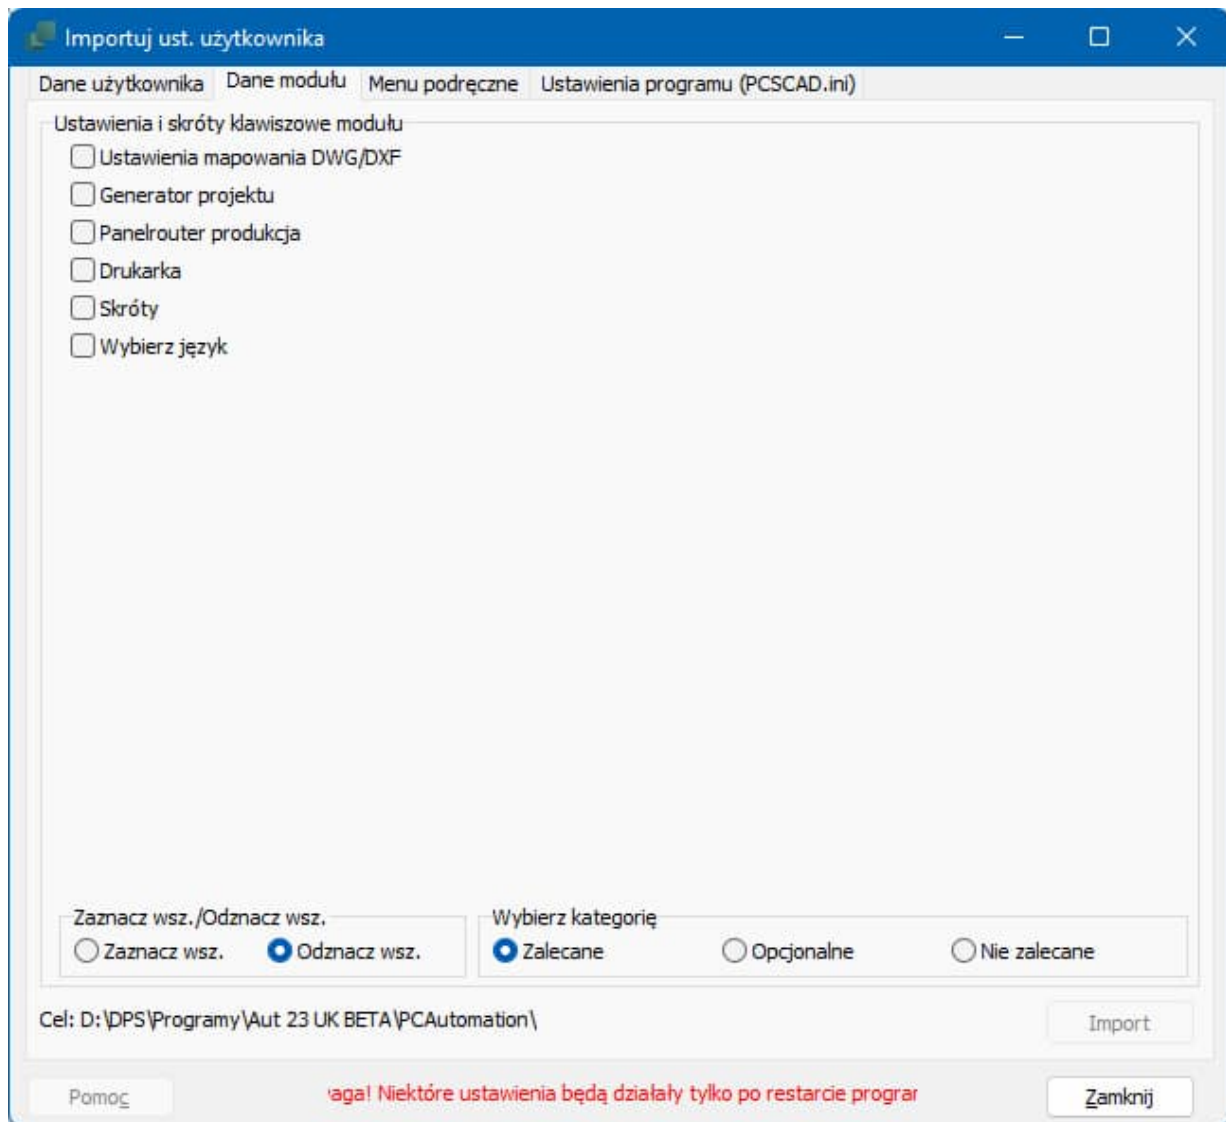 Importuj ust. użytkownika
Dane użytkownika Dane modułu Menu podręczne Ustawienia programu (PCSCAD.ini)
Ustawienia i skróty klawiszowe modułu
Ustawienia mapowania DWG/DXF
Generator projektu
Panelrouter produkcja
Drukarka
Skróty
Wybierz język
Zaznacz wsz./Odznacz wsz. Wybierz kategorię
Zaznacz wsz. Odznacz wsz. Zalecane Opcjonalne Nie zalecane
Cel: D:\DPS\Programy\Aut 23 UK BETA\PCAutomation\
Import
Pomoc aga! Niektóre ustawienia będą działały tylko po restarcie program Zamknij